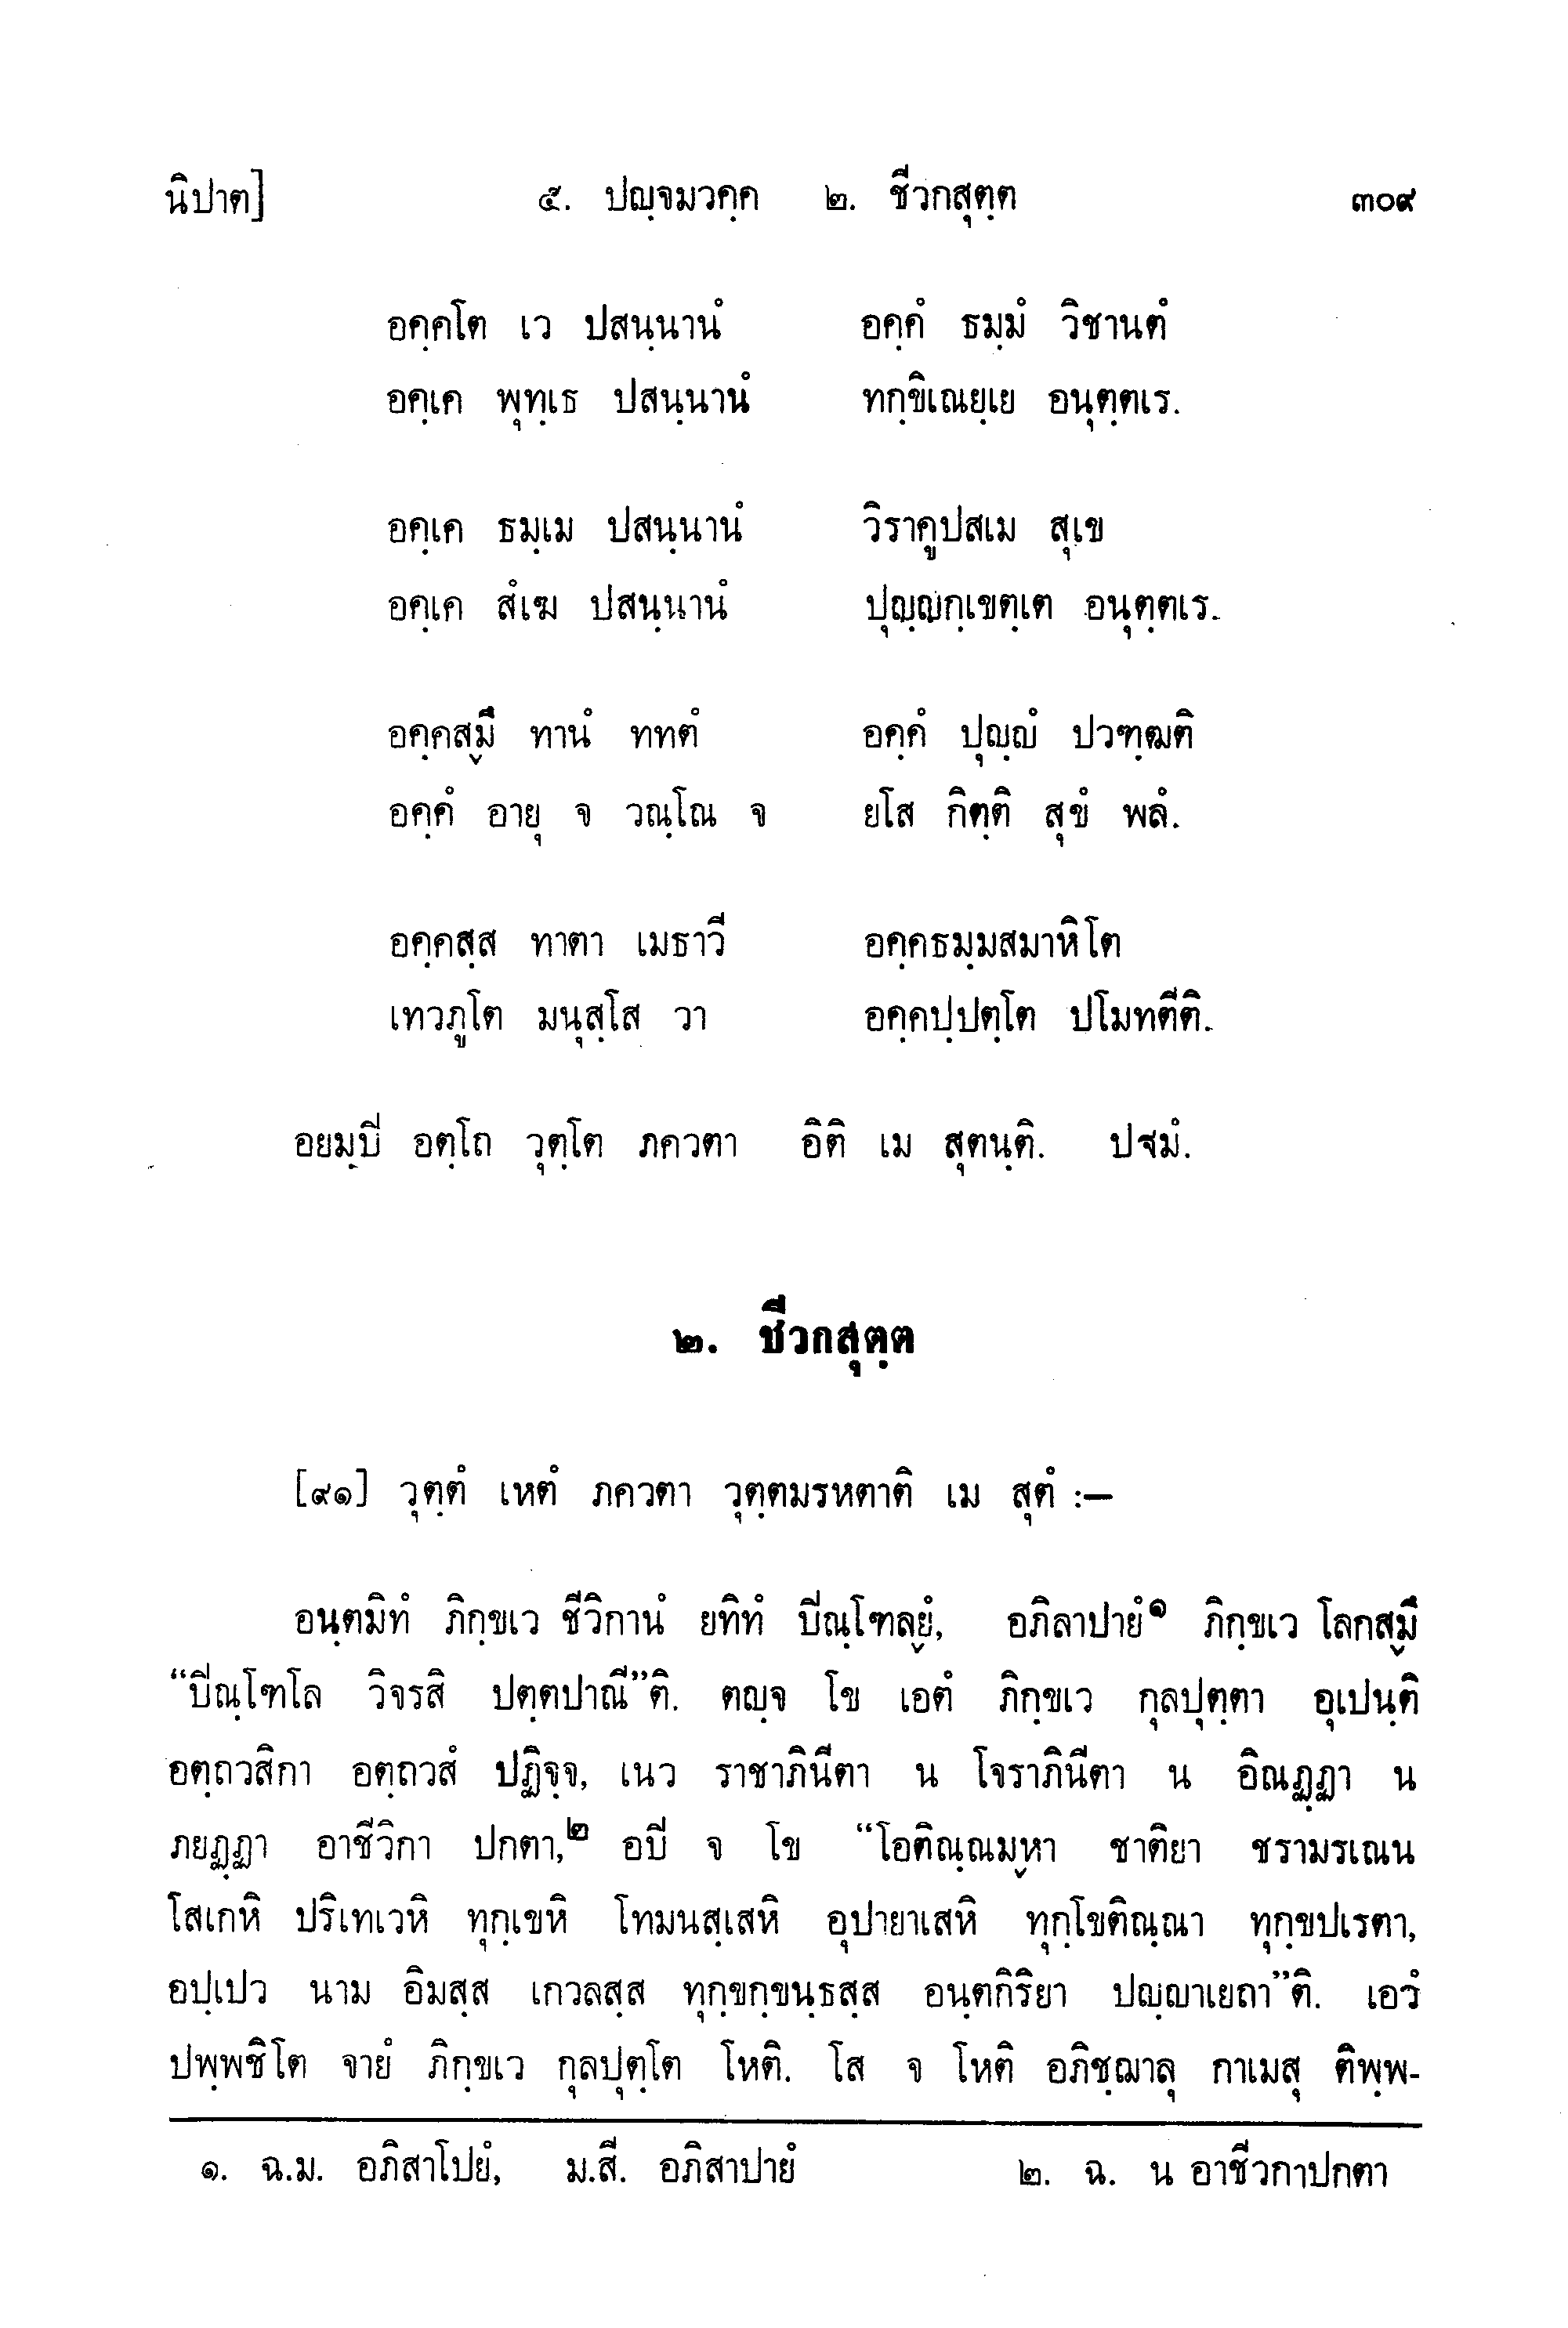 นิปาต] ๕. ปญฺจมวคฺค ๒. ชีวกสุตฺต ๓๐๙
อคฺคโต เว ปสนฺนานํ อคฺคํ ธมฺมํ วิชานตํ
อคฺเค พุทฺเธ ปสนฺนานํ ทกฺขิเณยฺเย อนุตฺตเร.
อคฺเค ธมฺเม ปสนฺนานํ วิราคูปสเม สุเข
อคฺเค สํเฆ ปสนฺนานํ ปุญฺญกฺเขตฺเต อนุตฺตเร.
อคฺคสฺมึ ทานํ ททตํ อคฺคํ ปุญฺญํ ปวฑฺฒติ
อคฺคํ อายุ จ วณฺโณ จ ยโส กิตฺติ สุขํ พลํ.
อคฺคสฺส ทาตา เมธาวี อคฺคธมฺมสมาหิโต
เทวภูโต มนุสฺโส วา อคฺคปฺปตฺโต ปโมทตีติ.
อยมฺปิ อตฺโถ วุตฺโต ภควตา อิติ เม สุตนฺติ. ปฐมํ.
๒. ชีวกสุตฺต
[๙๑] วุตฺตํ เหตํ ภควตา วุตฺตมรหตาติ เม สุตํ :—
อนฺตมิทํ ภิกฺขเว ชีวิกานํ ยทิทํ ปิณฺโฑลฺยํ, อภิลาปายํ๑ ภิกฺขเว โลกสฺมึ
“ปิณฺโฑโล วิจรสิ ปตฺตปาณี”ติ. ตญฺจ โข เอตํ ภิกฺขเว กุลปุตฺตา อุเปนฺติ
อตฺถวสิกา อตฺถวสํ ปฏิจฺจ, เนว ราชาภินีตา น โจราภินีตา น อิณฏฺฏา น
ภยฏฺฏา อาชีวิกา ปกตา,๒ อปิ จ โข “โอติณฺณมฺหา ชาติยา ชรามรเณน
โสเกหิ ปริเทเวหิ ทุกฺเขหิ โทมนสฺเสหิ อุปายาเสหิ ทุกฺโขติณฺณา ทุกฺขปเรตา,
อปฺเปว นาม อิมสฺส เกวลสฺส ทุกฺขกฺขนฺธสฺส อนฺตกิริยา ปญฺญาเยถา”ติ. เอวํ
ปพฺพชิโต จายํ ภิกฺขเว กุลปุตฺโต โหติ. โส จ โหติ อภิชฺฌาลุ กาเมสุ ติพฺพ-
๑. ฉ.ม. อภิสาโปยํ, ม.สี. อภิสาปายํ ๒. ฉ. น อาชีวกาปกตา